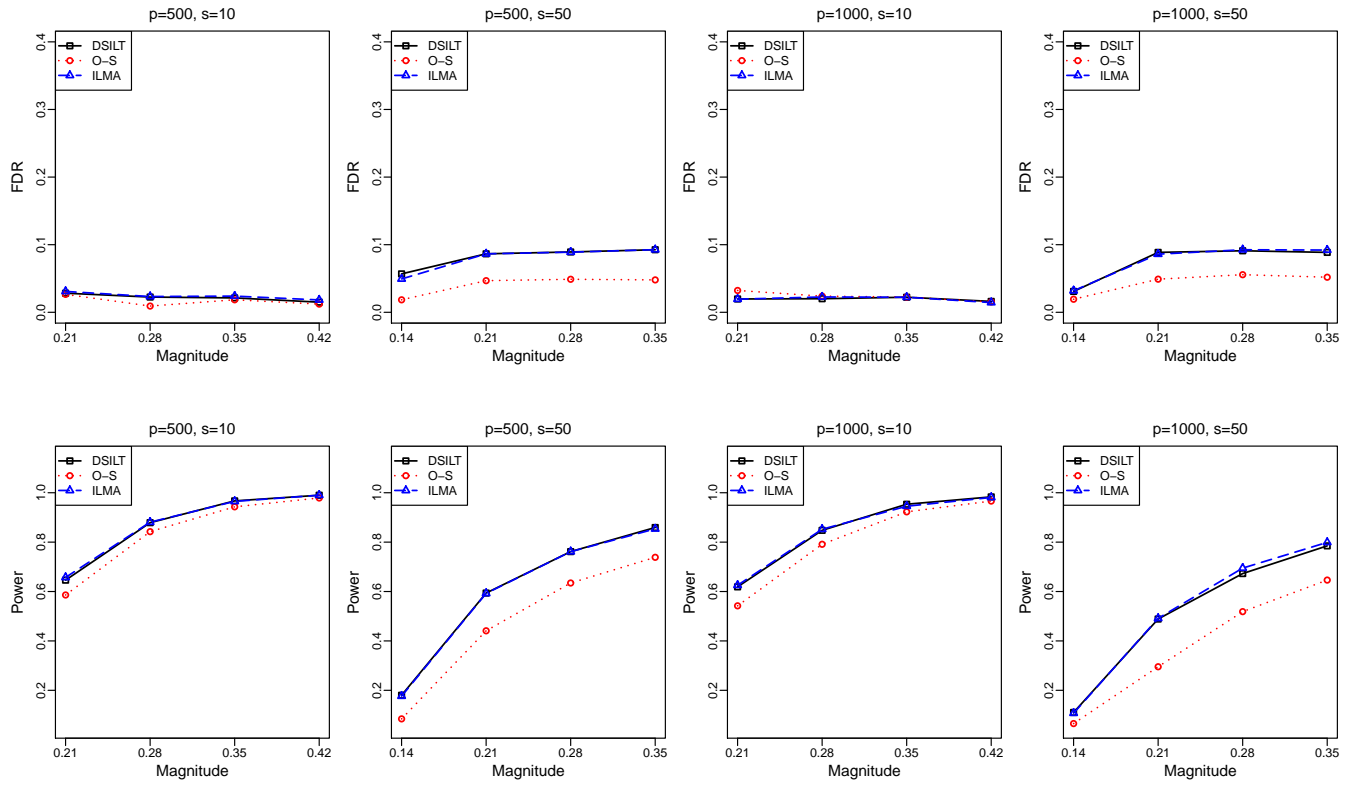 p=500, s=10
p=500, s=50
p=1000, s=10
p=1000, s=50
DSILT
O−S
ILMA
DSILT
O−S
ILMA
DSILT
O−S
ILMA
DSILT
O−S
ILMA
FDR
0.4
0.3
0.2
0.1
0.0
FDR
0.4
0.3
0.2
0.1
0.0
FDR
0.4
0.3
0.2
0.1
0.0
FDR
0.4
0.3
0.2
0.1
0.0
0.21 0.28 0.35 0.42
0.14 0.21 0.28 0.35
0.21 0.28 0.35 0.42
0.14 0.21 0.28 0.35
Magnitude
Magnitude
Magnitude
Magnitude
p=500, s=10
p=500, s=50
p=1000, s=10
p=1000, s=50
DSILT
O−S
ILMA
DSILT
O−S
ILMA
DSILT
O−S
ILMA
DSILT
O−S
ILMA
Power
1.0
0.8
0.6
0.4
0.2
Power
1.0
0.8
0.6
0.4
0.2
Power
1.0
0.8
0.6
0.4
0.2
Power
1.0
0.8
0.6
0.4
0.2
0.21 0.28 0.35 0.42
0.14 0.21 0.28 0.35
0.21 0.28 0.35 0.42
0.14 0.21 0.28 0.35
Magnitude
Magnitude
Magnitude
Magnitude